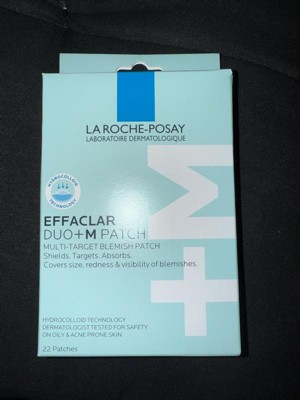 LA ROCHE-POSAY
LABORATOIRE DERMATOLOGIQUE
HYDROCOLLOID
TECHNOLOGY
EFFACLAR
DUO+M PATCH
MULTI-TARGET BLEMISH PATCH
Shields. Targets. Absorbs.
Covers size, redness & visibility of blemishes.
+M
HYDROCOLLOID TECHNOLOGY
DERMATOLOGIST TESTED FOR SAFETY
ON OILY & ACNE PRONE SKIN
22 Patches